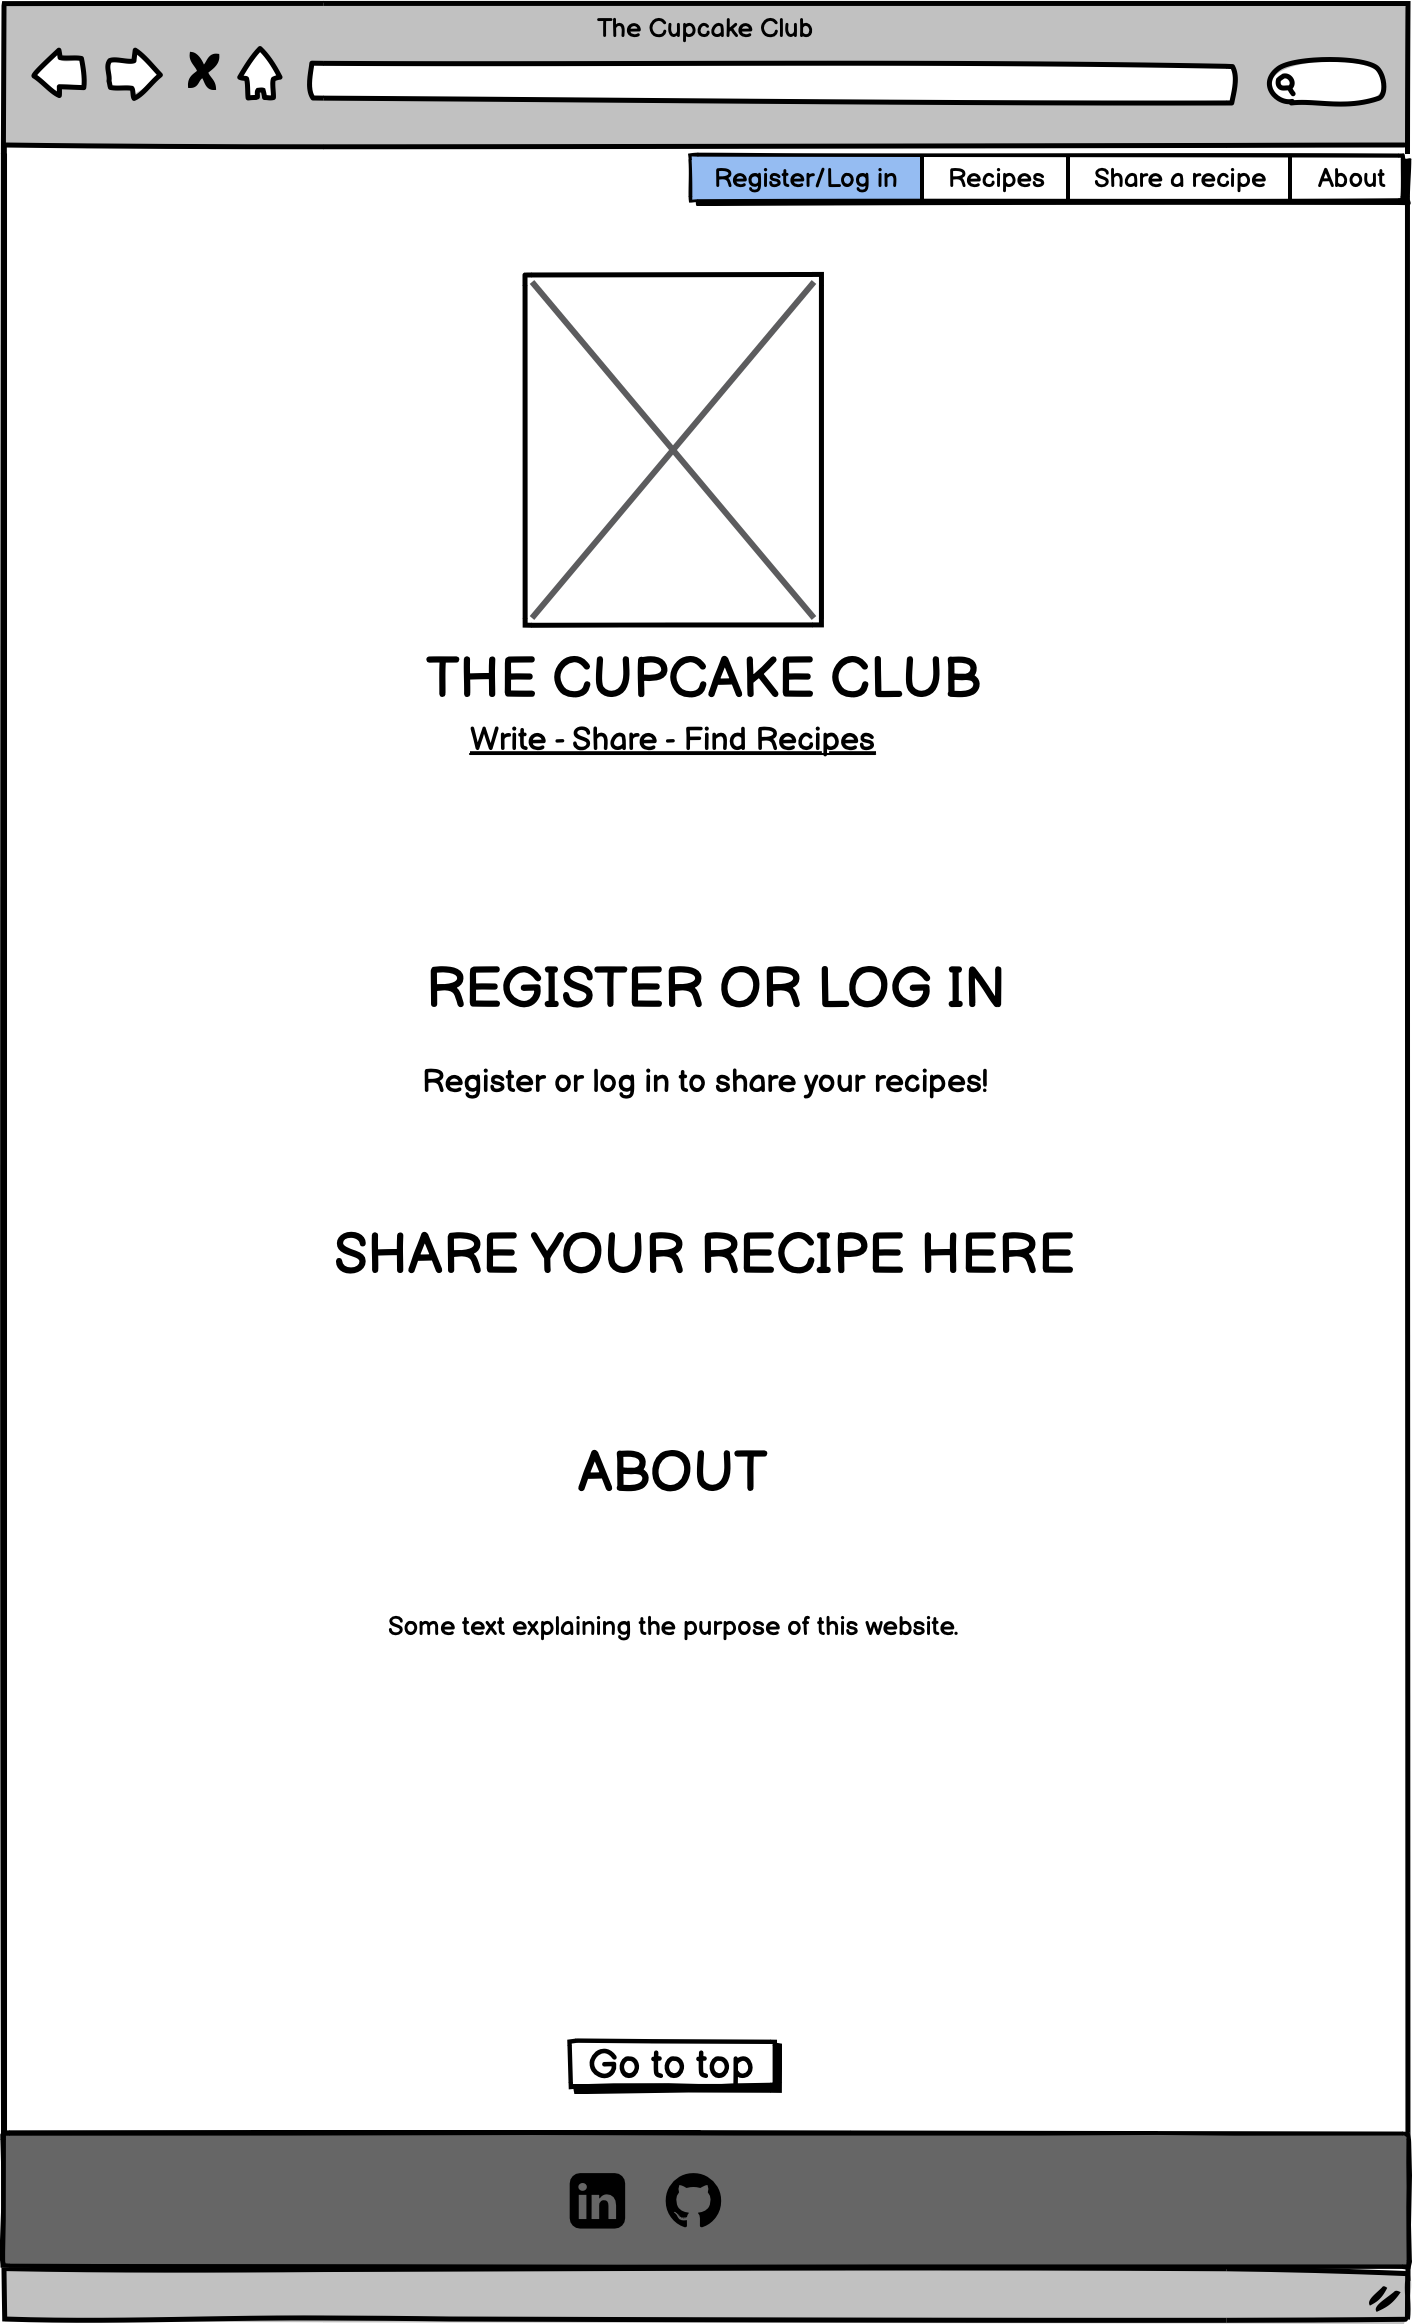 The Cupcake Club
Register/Log in Recipes Share a recipe About
THE CUPCAKE CLUB
Write - Share - Find Recipes
REGISTER OR LOG IN
Register or log in to share your recipes!
SHARE YOUR RECIPE HERE
ABOUT
Some text explaining the purpose of this website.
Go to top
in